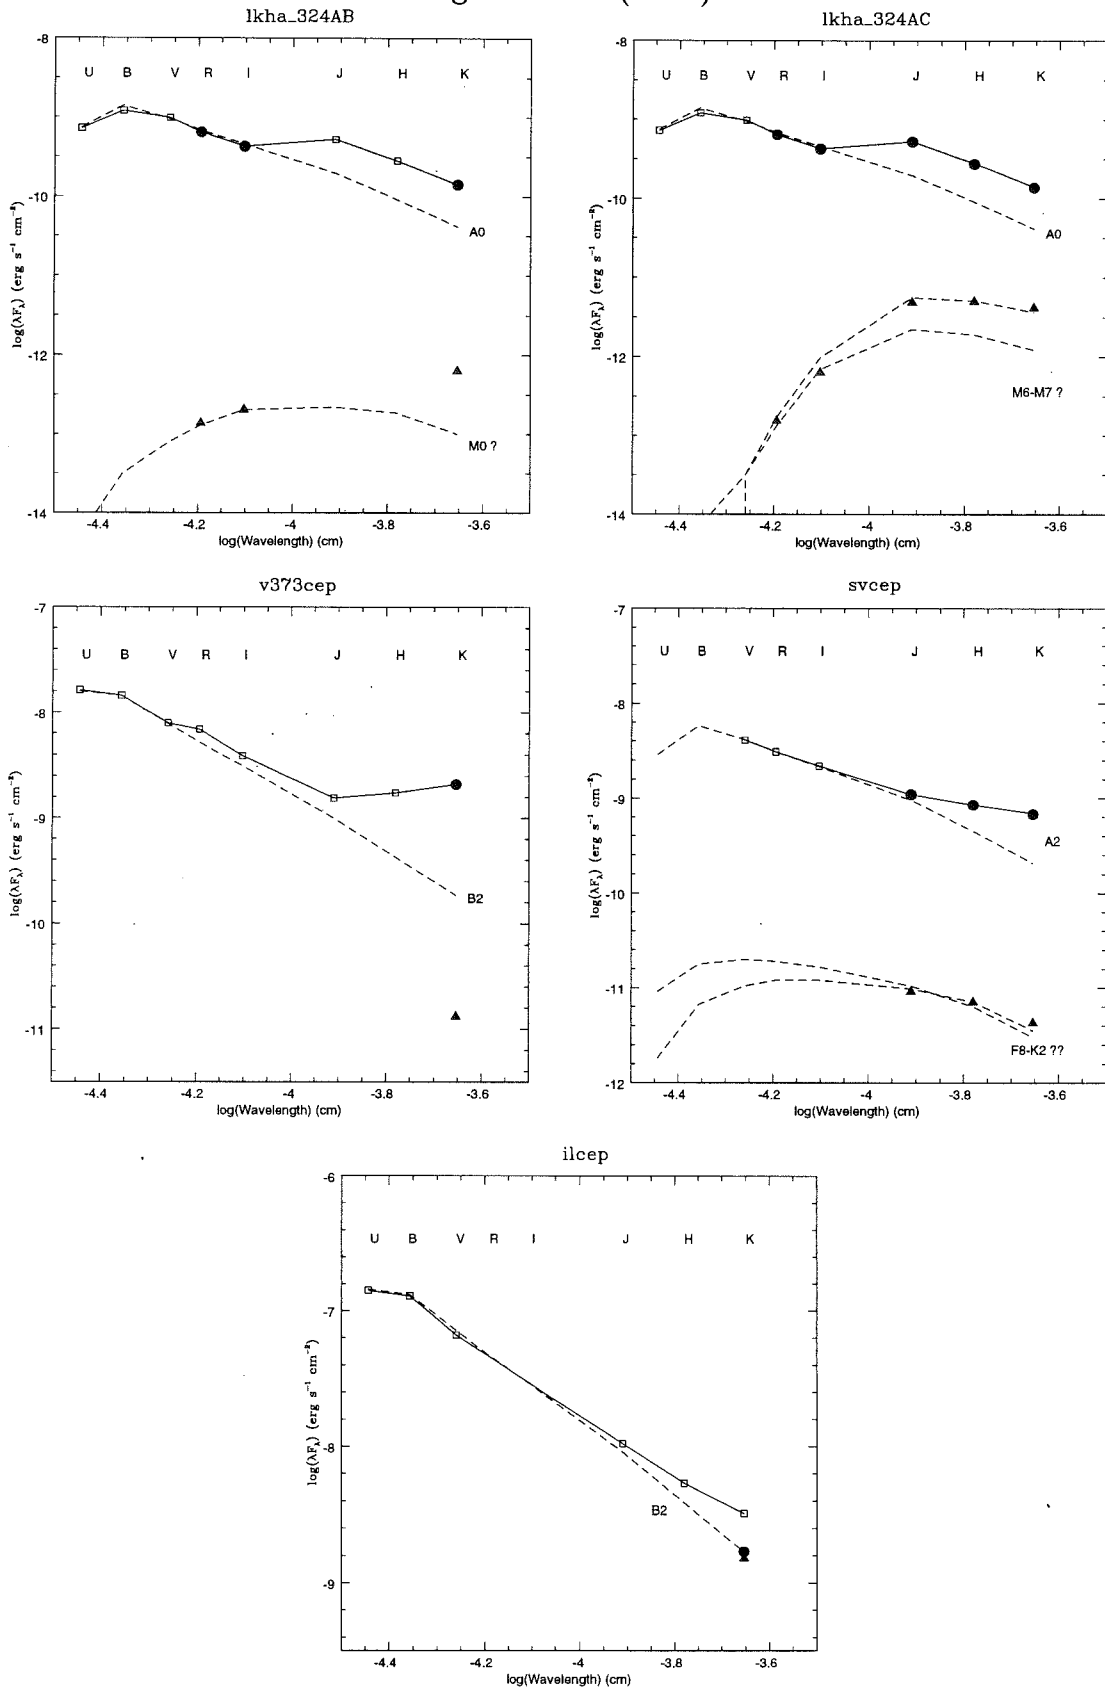 lkha_324AB
-8
U B V R I J H K
-10
A0
-12
M0 ?
-14
-4.4 -4.2 -4 -3.8 -3.6
log(Wavelength) (cm)
log(λFλ) (erg s⁻¹ cm⁻²)
lkha_324AC
-8
U B V R I J H K
-10
A0
-12
M6-M7 ?
-14
-4.4 -4.2 -4 -3.8 -3.6
log(Wavelength) (cm)
log(λFλ) (erg s⁻¹ cm⁻²)
v373cep
-7
U B V R I J H K
-8
-9
B2
-10
-11
-4.4 -4.2 -4 -3.8 -3.6
log(Wavelength) (cm)
log(λFλ) (erg s⁻¹ cm⁻²)
svcep
-7
U B V R I J H K
-8
-9
A2
-10
-11
F8-K2 ??
-12
-4.4 -4.2 -4 -3.8 -3.6
log(Wavelength) (cm)
log(λFλ) (erg s⁻¹ cm⁻²)
ilcep
-6
U B V R I J H K
-7
-8
B2
-9
-4.4 -4.2 -4 -3.8 -3.6
log(Wavelength) (cm)
log(λFλ) (erg s⁻¹ cm⁻²)